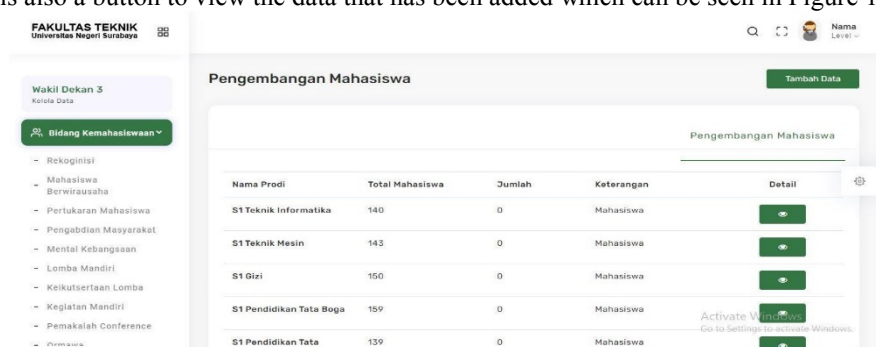 is also a button to view the data that has been added which can be seen in Figure 1
FAKULTAS TEKNIK
Universitas Negeri Surabaya
Nama
Level
Wakil Dekan 3
Kelola Data
Pengembangan Mahasiswa
Tambah Data
Bidang Kemahasiswaan
Pengembangan Mahasiswa
- Rekoginisi
- Mahasiswa
Berwirausaha
- Pertukaran Mahasiswa
- Pengabdian Masyarakat
- Mental Kebangsaan
- Lomba Mandiri
- Keikutsertaan Lomba
- Kegiatan Mandiri
- Pemakalah Conference
- Ormawa
Nama Prodi Total Mahasiswa Jumlah Keterangan Detail
S1 Teknik Informatika 140 0 Mahasiswa
S1 Teknik Mesin 143 0 Mahasiswa
S1 Gizi 150 0 Mahasiswa
S1 Pendidikan Tata Boga 159 0 Mahasiswa
S1 Pendidikan Tata 139 0 Mahasiswa
Activate Windows
Go to Settings to activate Windows.